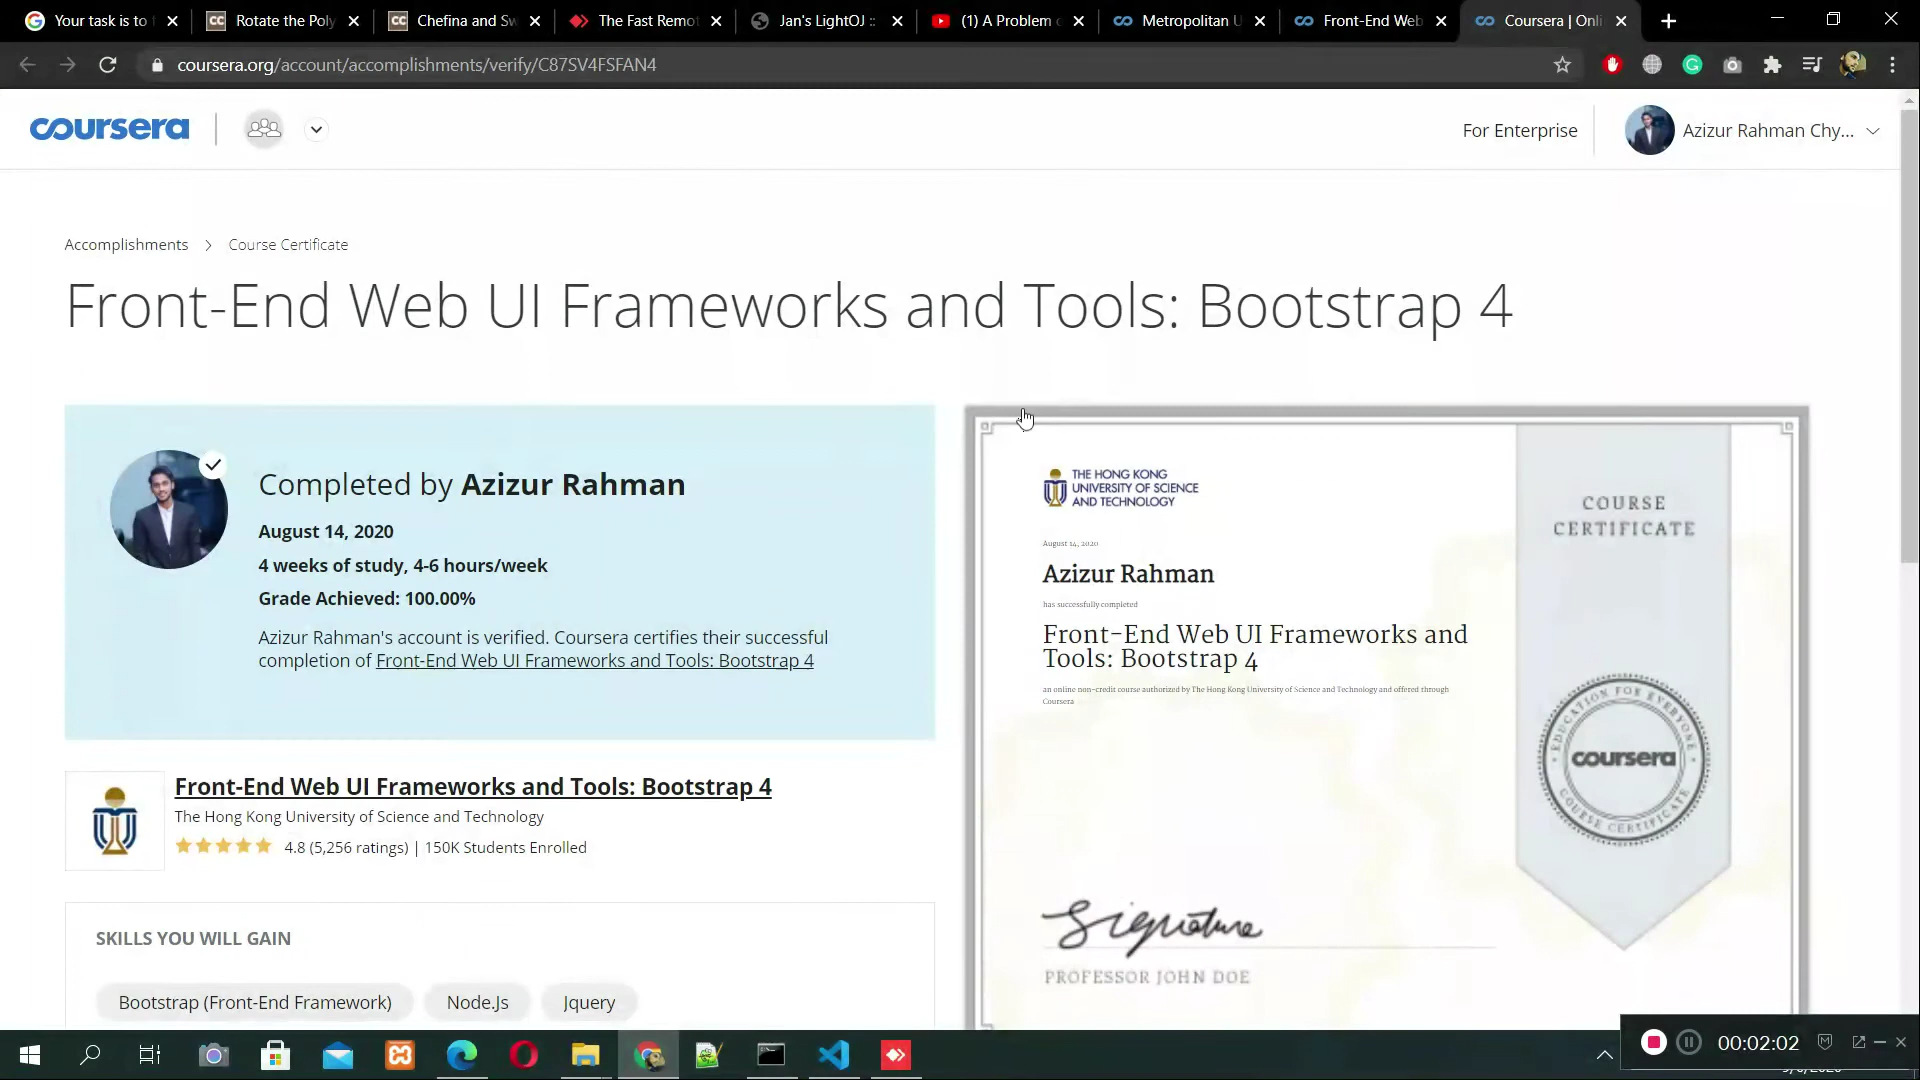 Your task is to
Rotate the Poly
Chefina and Sw
The Fast Remot
Jan's LightOJ ::
(1) A Problem
Metropolitan U
Front-End Web
Coursera | Onli
coursera.org/account/accomplishments/verify/C87SV4FSFAN4
coursera
For Enterprise
Azizur Rahman Chy...
Accomplishments > Course Certificate
Front-End Web UI Frameworks and Tools: Bootstrap 4
Completed by Azizur Rahman
August 14, 2020
4 weeks of study, 4-6 hours/week
Grade Achieved: 100.00%
Azizur Rahman's account is verified. Coursera certifies their successful
completion of Front-End Web UI Frameworks and Tools: Bootstrap 4
Front-End Web UI Frameworks and Tools: Bootstrap 4
The Hong Kong University of Science and Technology
4.8 (5,256 ratings) | 150K Students Enrolled
SKILLS YOU WILL GAIN
Bootstrap (Front-End Framework)
Node.Js
Jquery
THE HONG KONG
UNIVERSITY OF SCIENCE
AND TECHNOLOGY
August 14, 2020
Azizur Rahman
has successfully completed
Front-End Web UI Frameworks and
Tools: Bootstrap 4
an online non-credit course authorized by The Hong Kong University of Science and Technology and offered through
Coursera
Signature
PROFESSOR JOHN DOE
COURSE
CERTIFICATE
EDUCATION FOR EVERYONE
coursera
COURSE CERTIFICATE
00:02:02